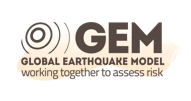 GEM
GLOBAL EARTHQUAKE MODEL
working together to assess risk